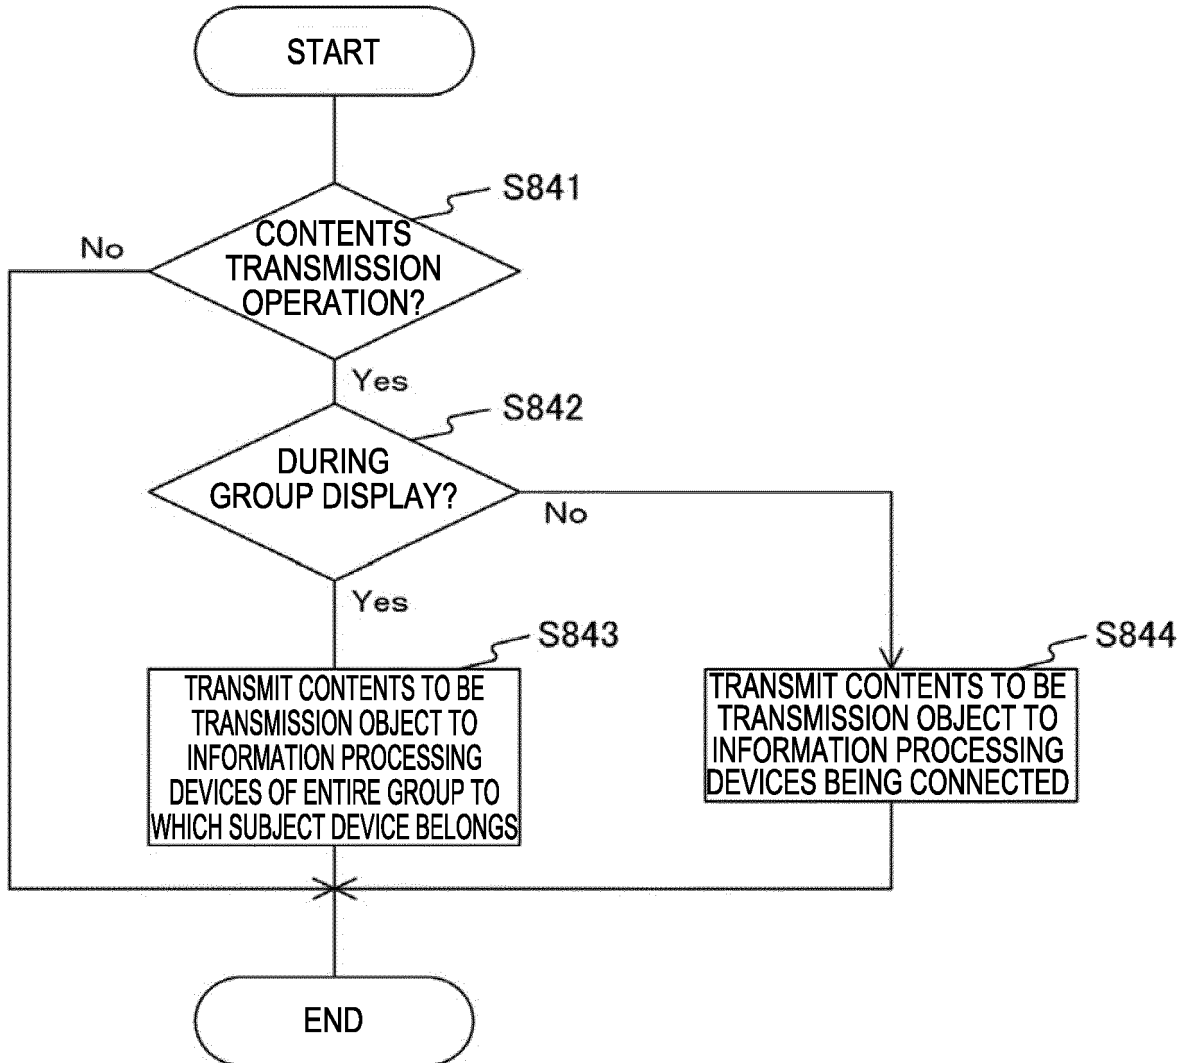 START
S841
CONTENTS
TRANSMISSION
OPERATION?
No
Yes
S842
DURING
GROUP DISPLAY?
No
Yes
S843
TRANSMIT CONTENTS TO BE
TRANSMISSION OBJECT TO
INFORMATION PROCESSING
DEVICES OF ENTIRE GROUP TO
WHICH SUBJECT DEVICE BELONGS
S844
TRANSMIT CONTENTS TO BE
TRANSMISSION OBJECT TO
INFORMATION PROCESSING
DEVICES BEING CONNECTED
END